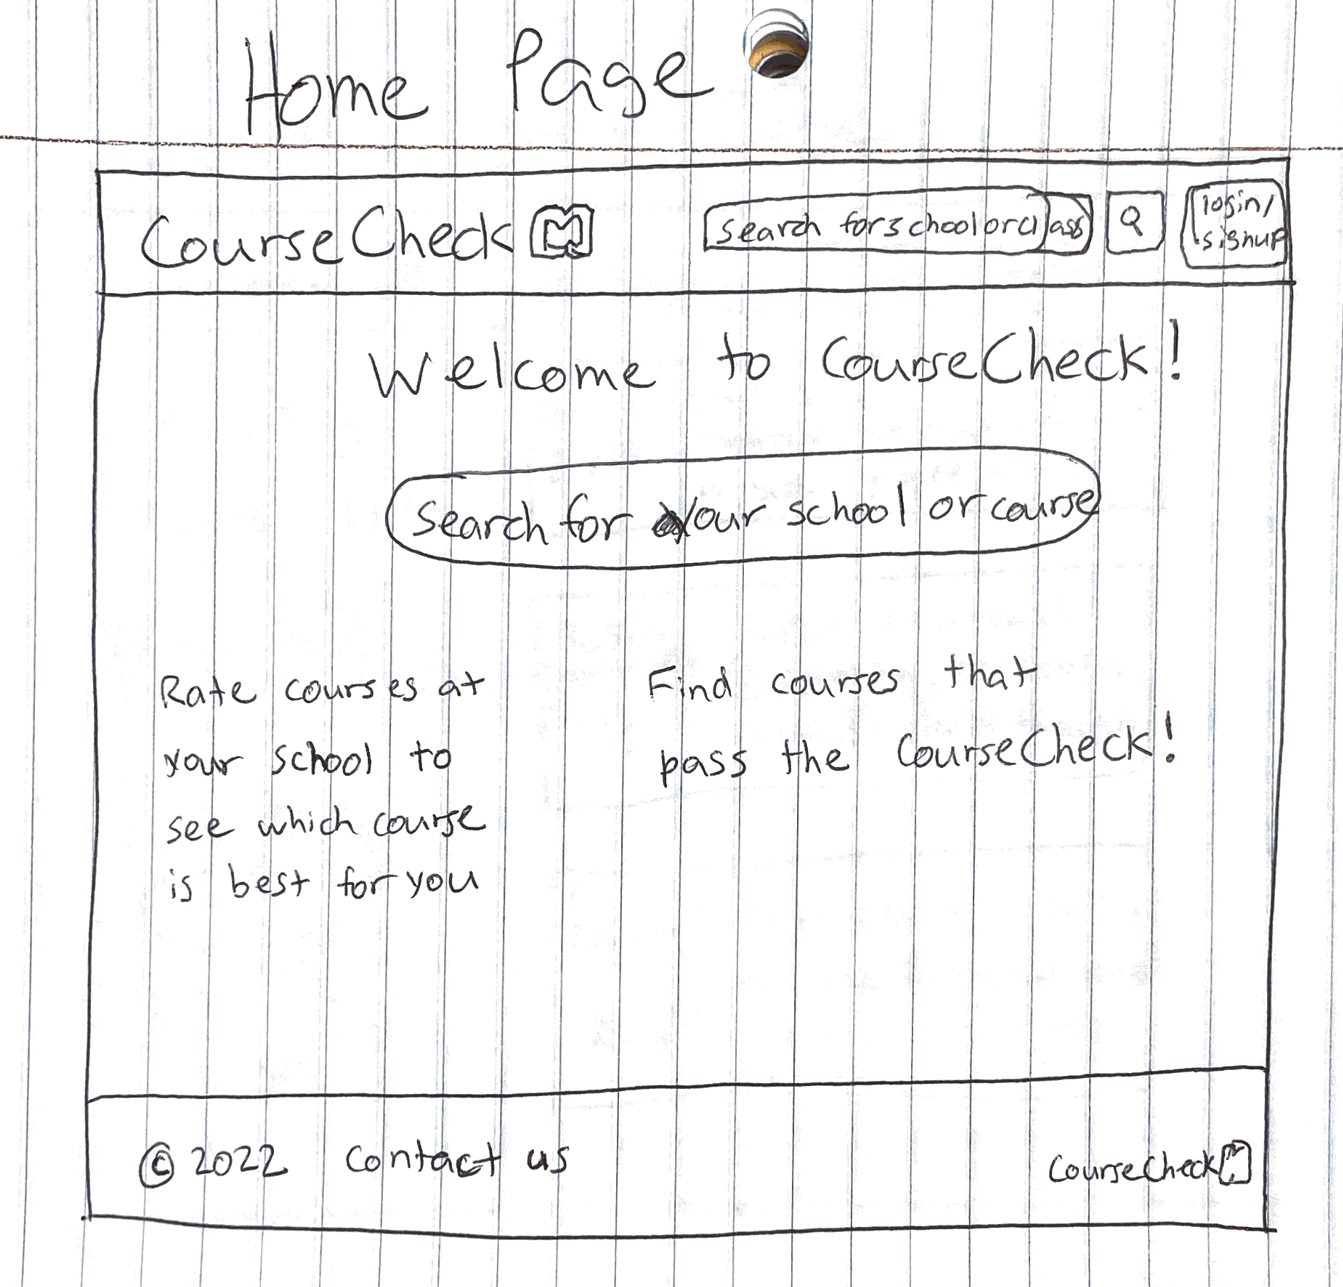 Home Page
CourseCheck
search for school or class
login/
signup
Welcome to CourseCheck!
Search for your school or course
Rate courses at
your school to
see which course
is best for you
Find courses that
pass the CourseCheck!
© 2022 Contact us
CourseCheck